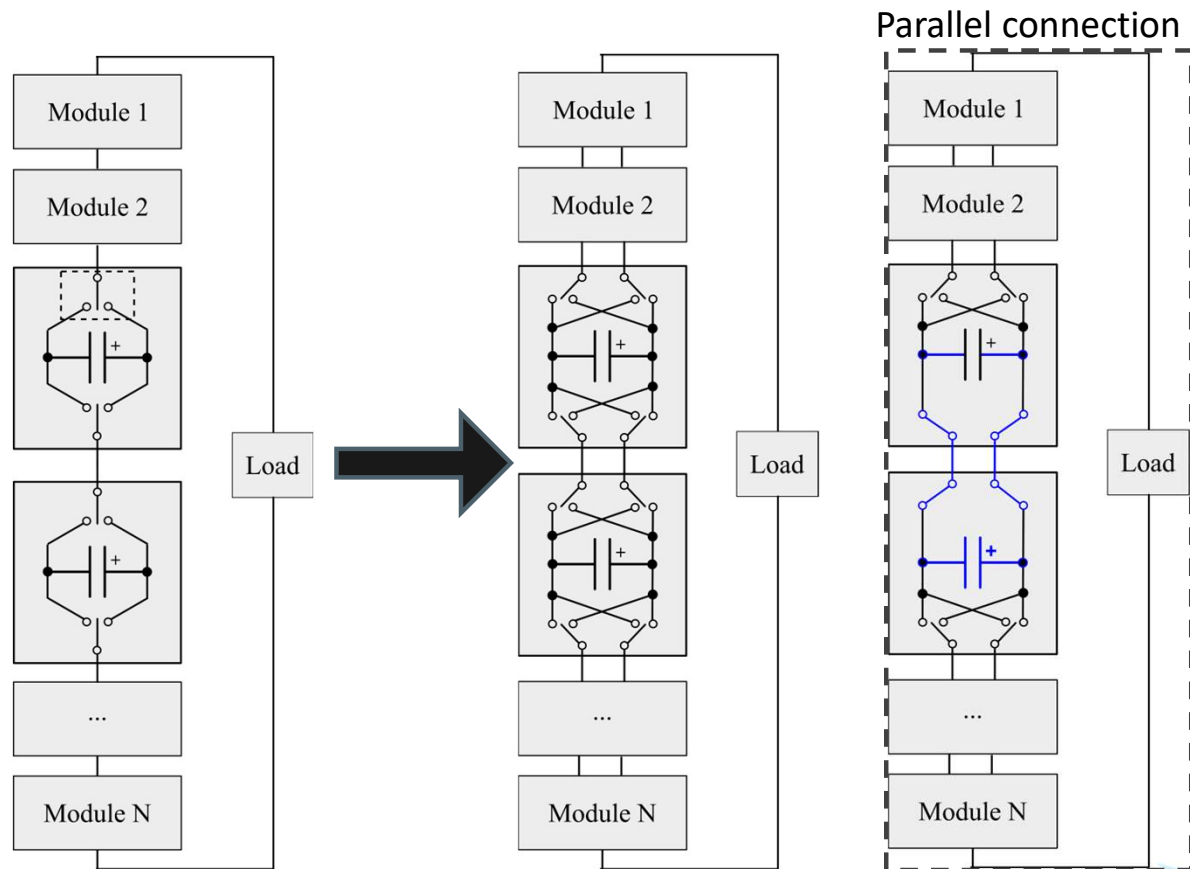 Parallel connection
Module 1
Module 2
+
+
...
Module N
Load
Module 1
Module 2
+
+
...
Module N
Load
Module 1
Module 2
+
+
...
Module N
Load